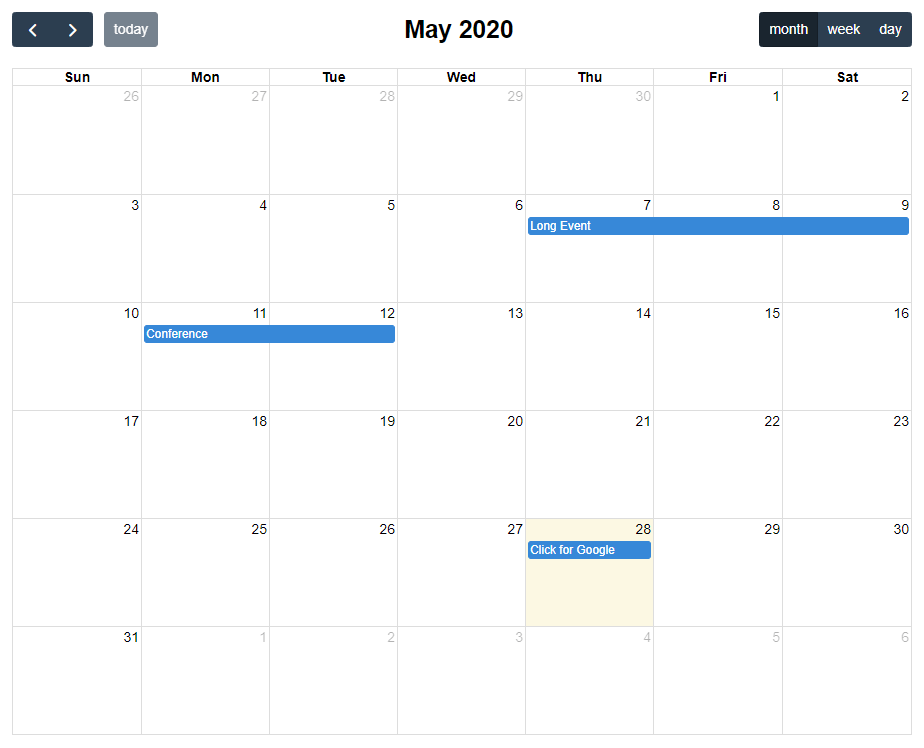 today May 2020 month week day
Sun Mon Tue Wed Thu Fri Sat
26 27 28 29 30 1 2
3 4 5 6 7 8 9
Long Event
10 11 12 13 14 15 16
Conference
17 18 19 20 21 22 23
24 25 26 27 28 29 30
Click for Google
31 1 2 3 4 5 6